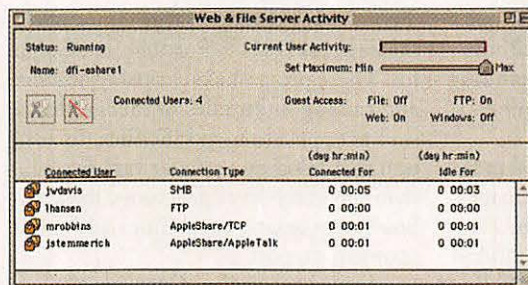 Web & File Server Activity
Status: Running
Current User Activity:
Name: dfi-ashare1
Set Maximum: Min Max
Connected Users: 4
Guest Access: File: Off FTP: On
Web: On Windows: Off
(day hr:min) (day hr:min)
Connected User Connection Type Connected For Idle For
jwdavis SMB 0 00:05 0 00:03
lhansen FTP 0 00:00 0 00:00
mrobbins AppleShare/TCP 0 00:01 0 00:01
jstemmerich AppleShare/AppleTalk 0 00:01 0 00:01